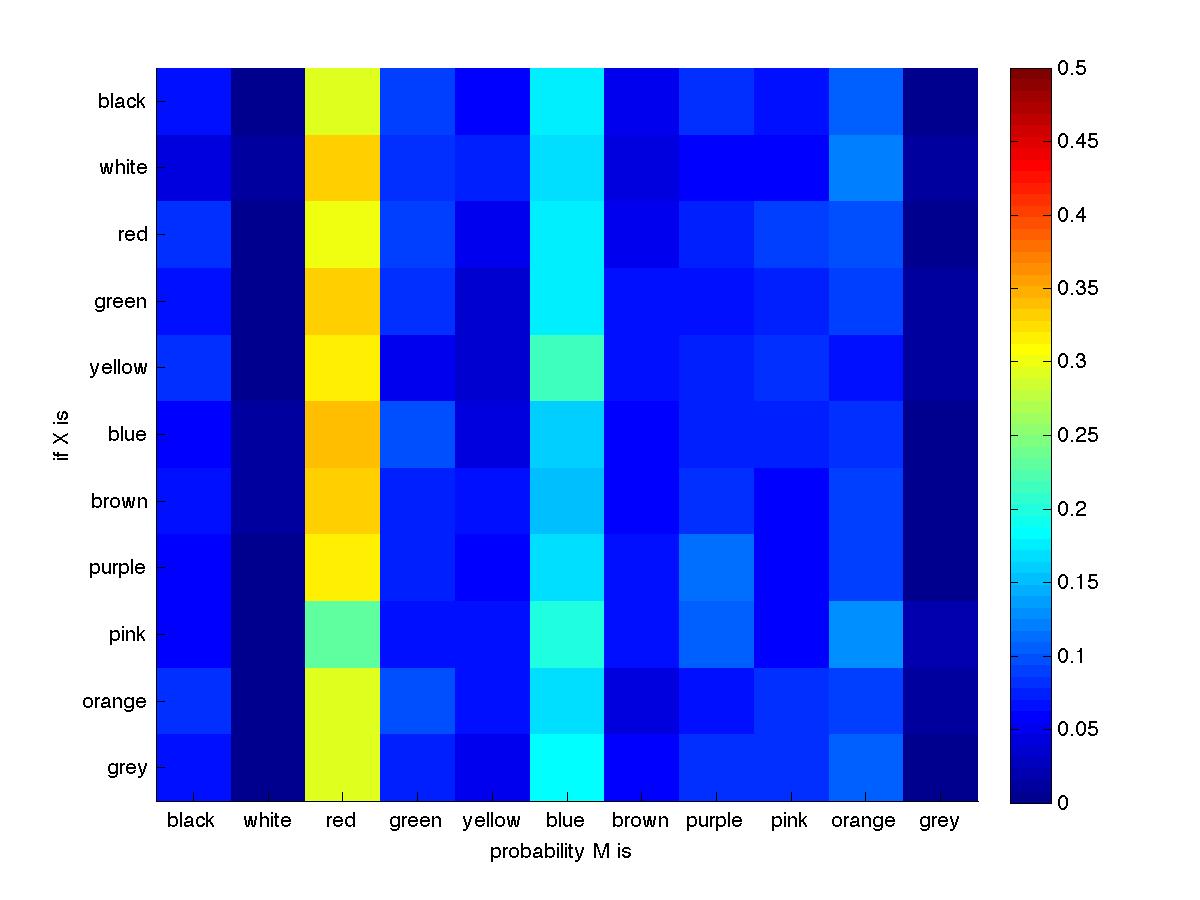 black
white
red
green
yellow
blue
brown
purple
pink
orange
grey
if X is
black white red green yellow blue brown purple pink orange grey
probability M is
0.5
0.45
0.4
0.35
0.3
0.25
0.2
0.15
0.1
0.05
0